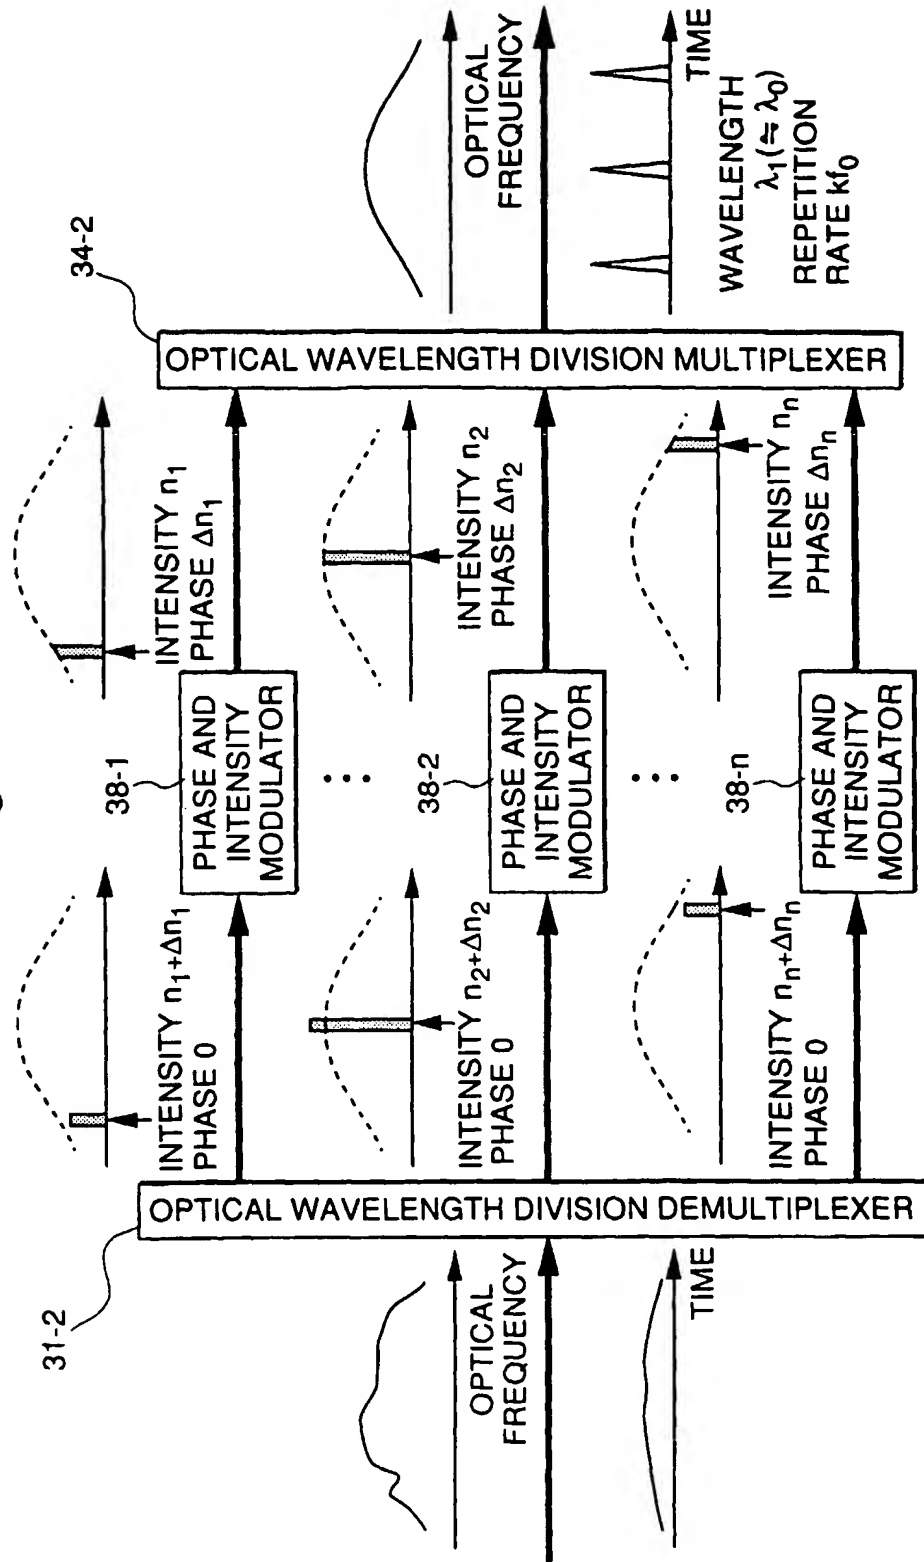 31-2
OPTICAL
FREQUENCY
TIME
OPTICAL WAVELENGTH DIVISION DEMULTIPLEXER
INTENSITY n₁+Δn₁
PHASE 0
38-1
PHASE AND
INTENSITY
MODULATOR
INTENSITY n₁
PHASE Δn₁
...
INTENSITY n₂+Δn₂
PHASE 0
38-2
PHASE AND
INTENSITY
MODULATOR
INTENSITY n₂
PHASE Δn₂
...
INTENSITY nₙ+Δnₙ
PHASE 0
38-n
PHASE AND
INTENSITY
MODULATOR
INTENSITY nₙ
PHASE Δnₙ
34-2
OPTICAL WAVELENGTH DIVISION MULTIPLEXER
OPTICAL
FREQUENCY
TIME
WAVELENGTH
λ₁(≒ λ₀)
REPETITION
RATE kf₀